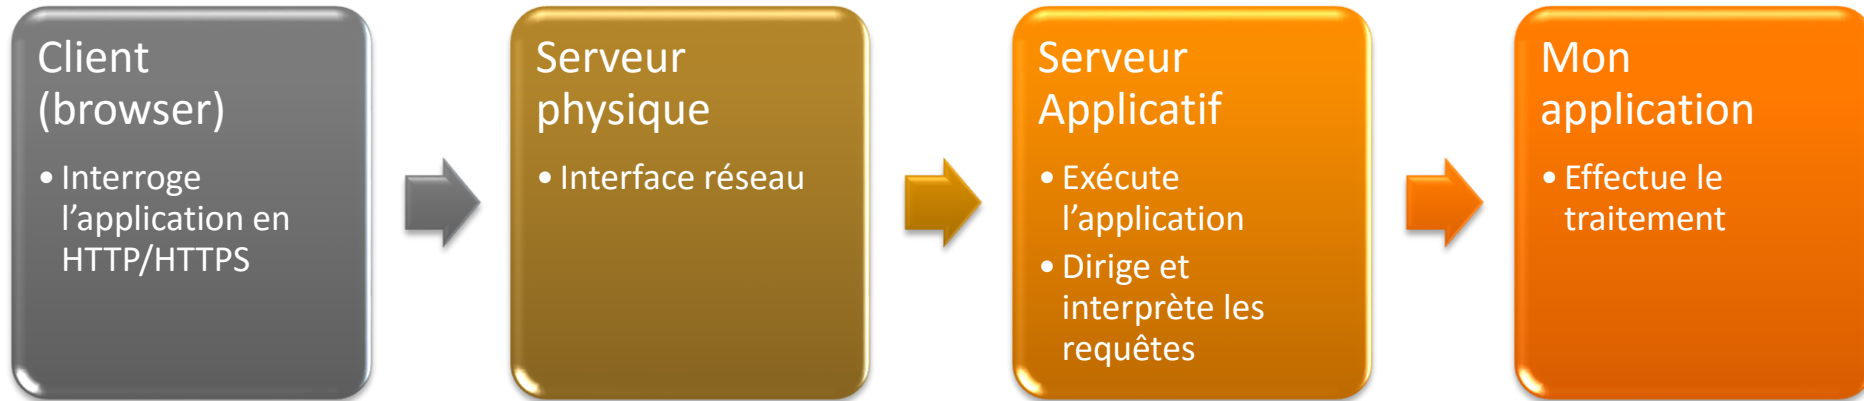 Client
(browser)
• Interroge
l’application en
HTTP/HTTPS
Serveur
physique
• Interface réseau
Serveur
Applicatif
• Exécute
l’application
• Dirige et
interprète les
requêtes
Mon
application
• Effectue le
traitement